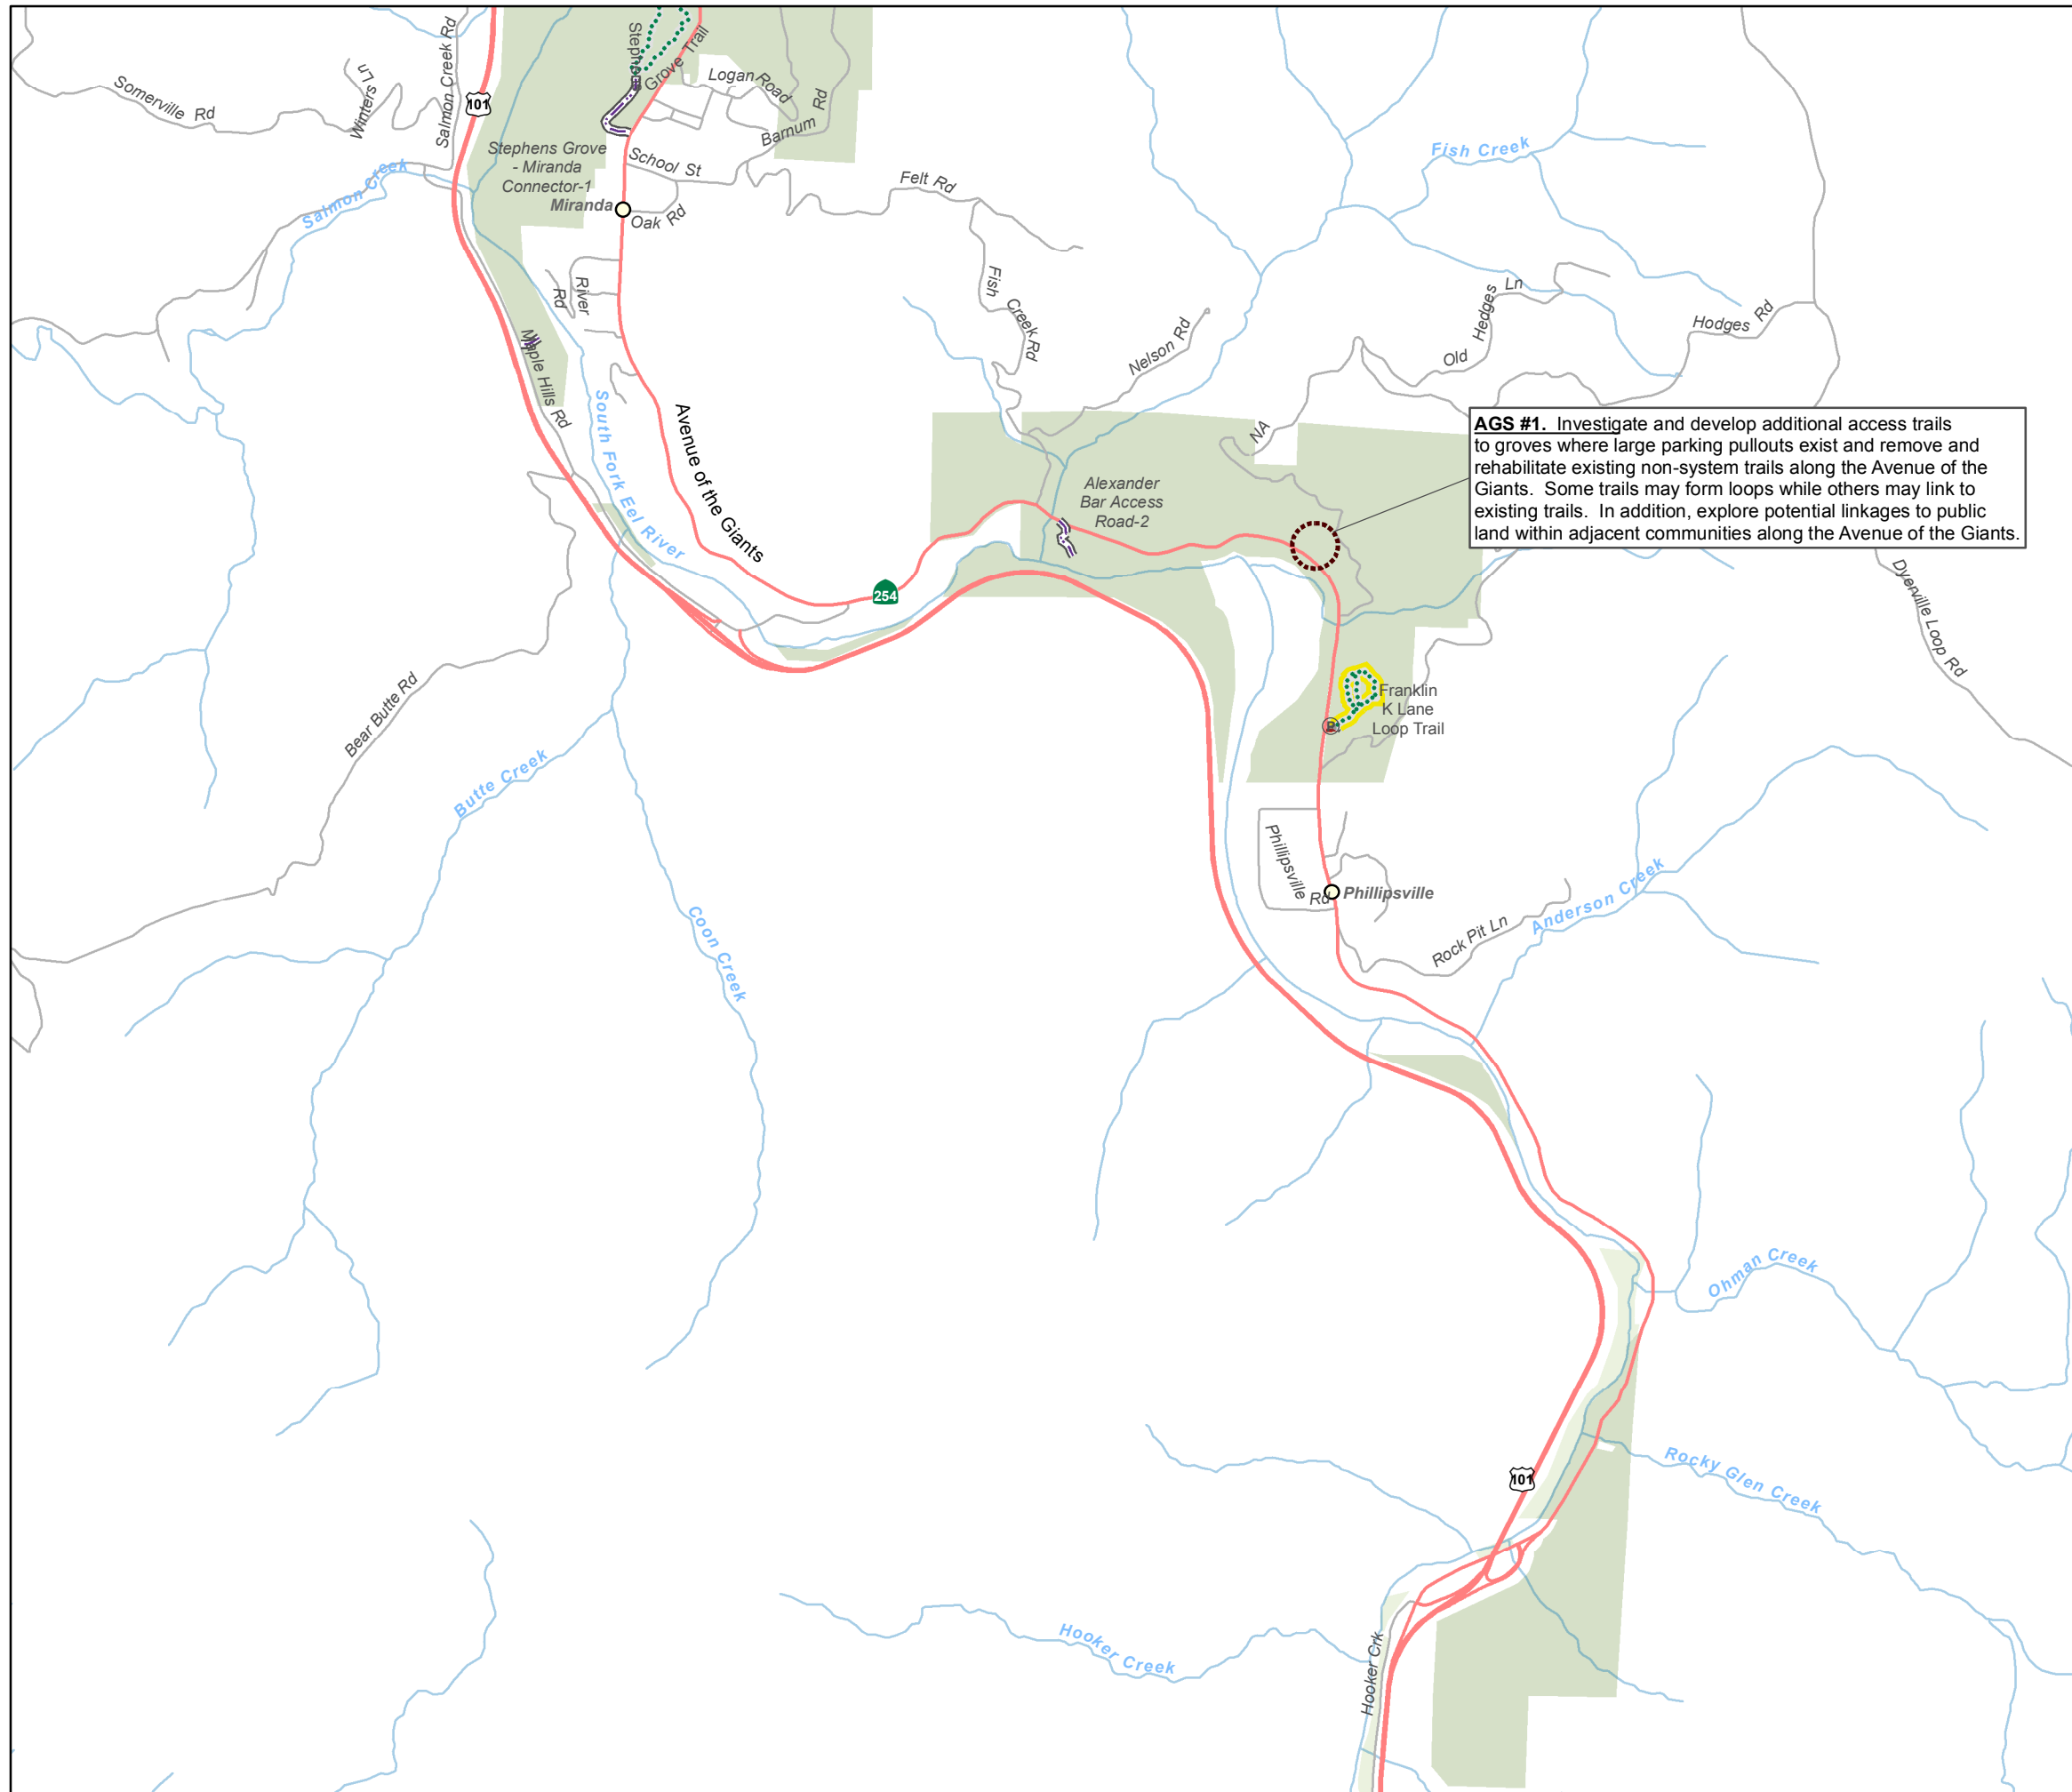 Somerville Rd
Winters Ln
Salmon Creek Rd
101
Stephens
Grove Trail
Logan Road
Barnum Rd
Stephens Grove
- Miranda
Connector-1
Miranda
School St
Oak Rd
Felt Rd
Fish Creek
Salmon Creek
River Rd
Fish Creek Rd
Nelson Rd
Old Hedges Ln
Hodges Rd
Maple Hills Rd
South Fork Eel River
Avenue of the Giants
NA
AGS #1. Investigate and develop additional access trails
to groves where large parking pullouts exist and remove and
rehabilitate existing non-system trails along the Avenue of the
Giants. Some trails may form loops while others may link to
existing trails. In addition, explore potential linkages to public
land within adjacent communities along the Avenue of the Giants.
Alexander
Bar Access
Road-2
254
Dyerville Loop Rd
Franklin
K Lane
Loop Trail
Bear Butte Rd
Butte Creek
Phillipsville Rd
Phillipsville
Coon Creek
Rock Pit Ln
Anderson Creek
Ohman Creek
101
Rocky Glen Creek
Hooker Creek
Hooker Crk